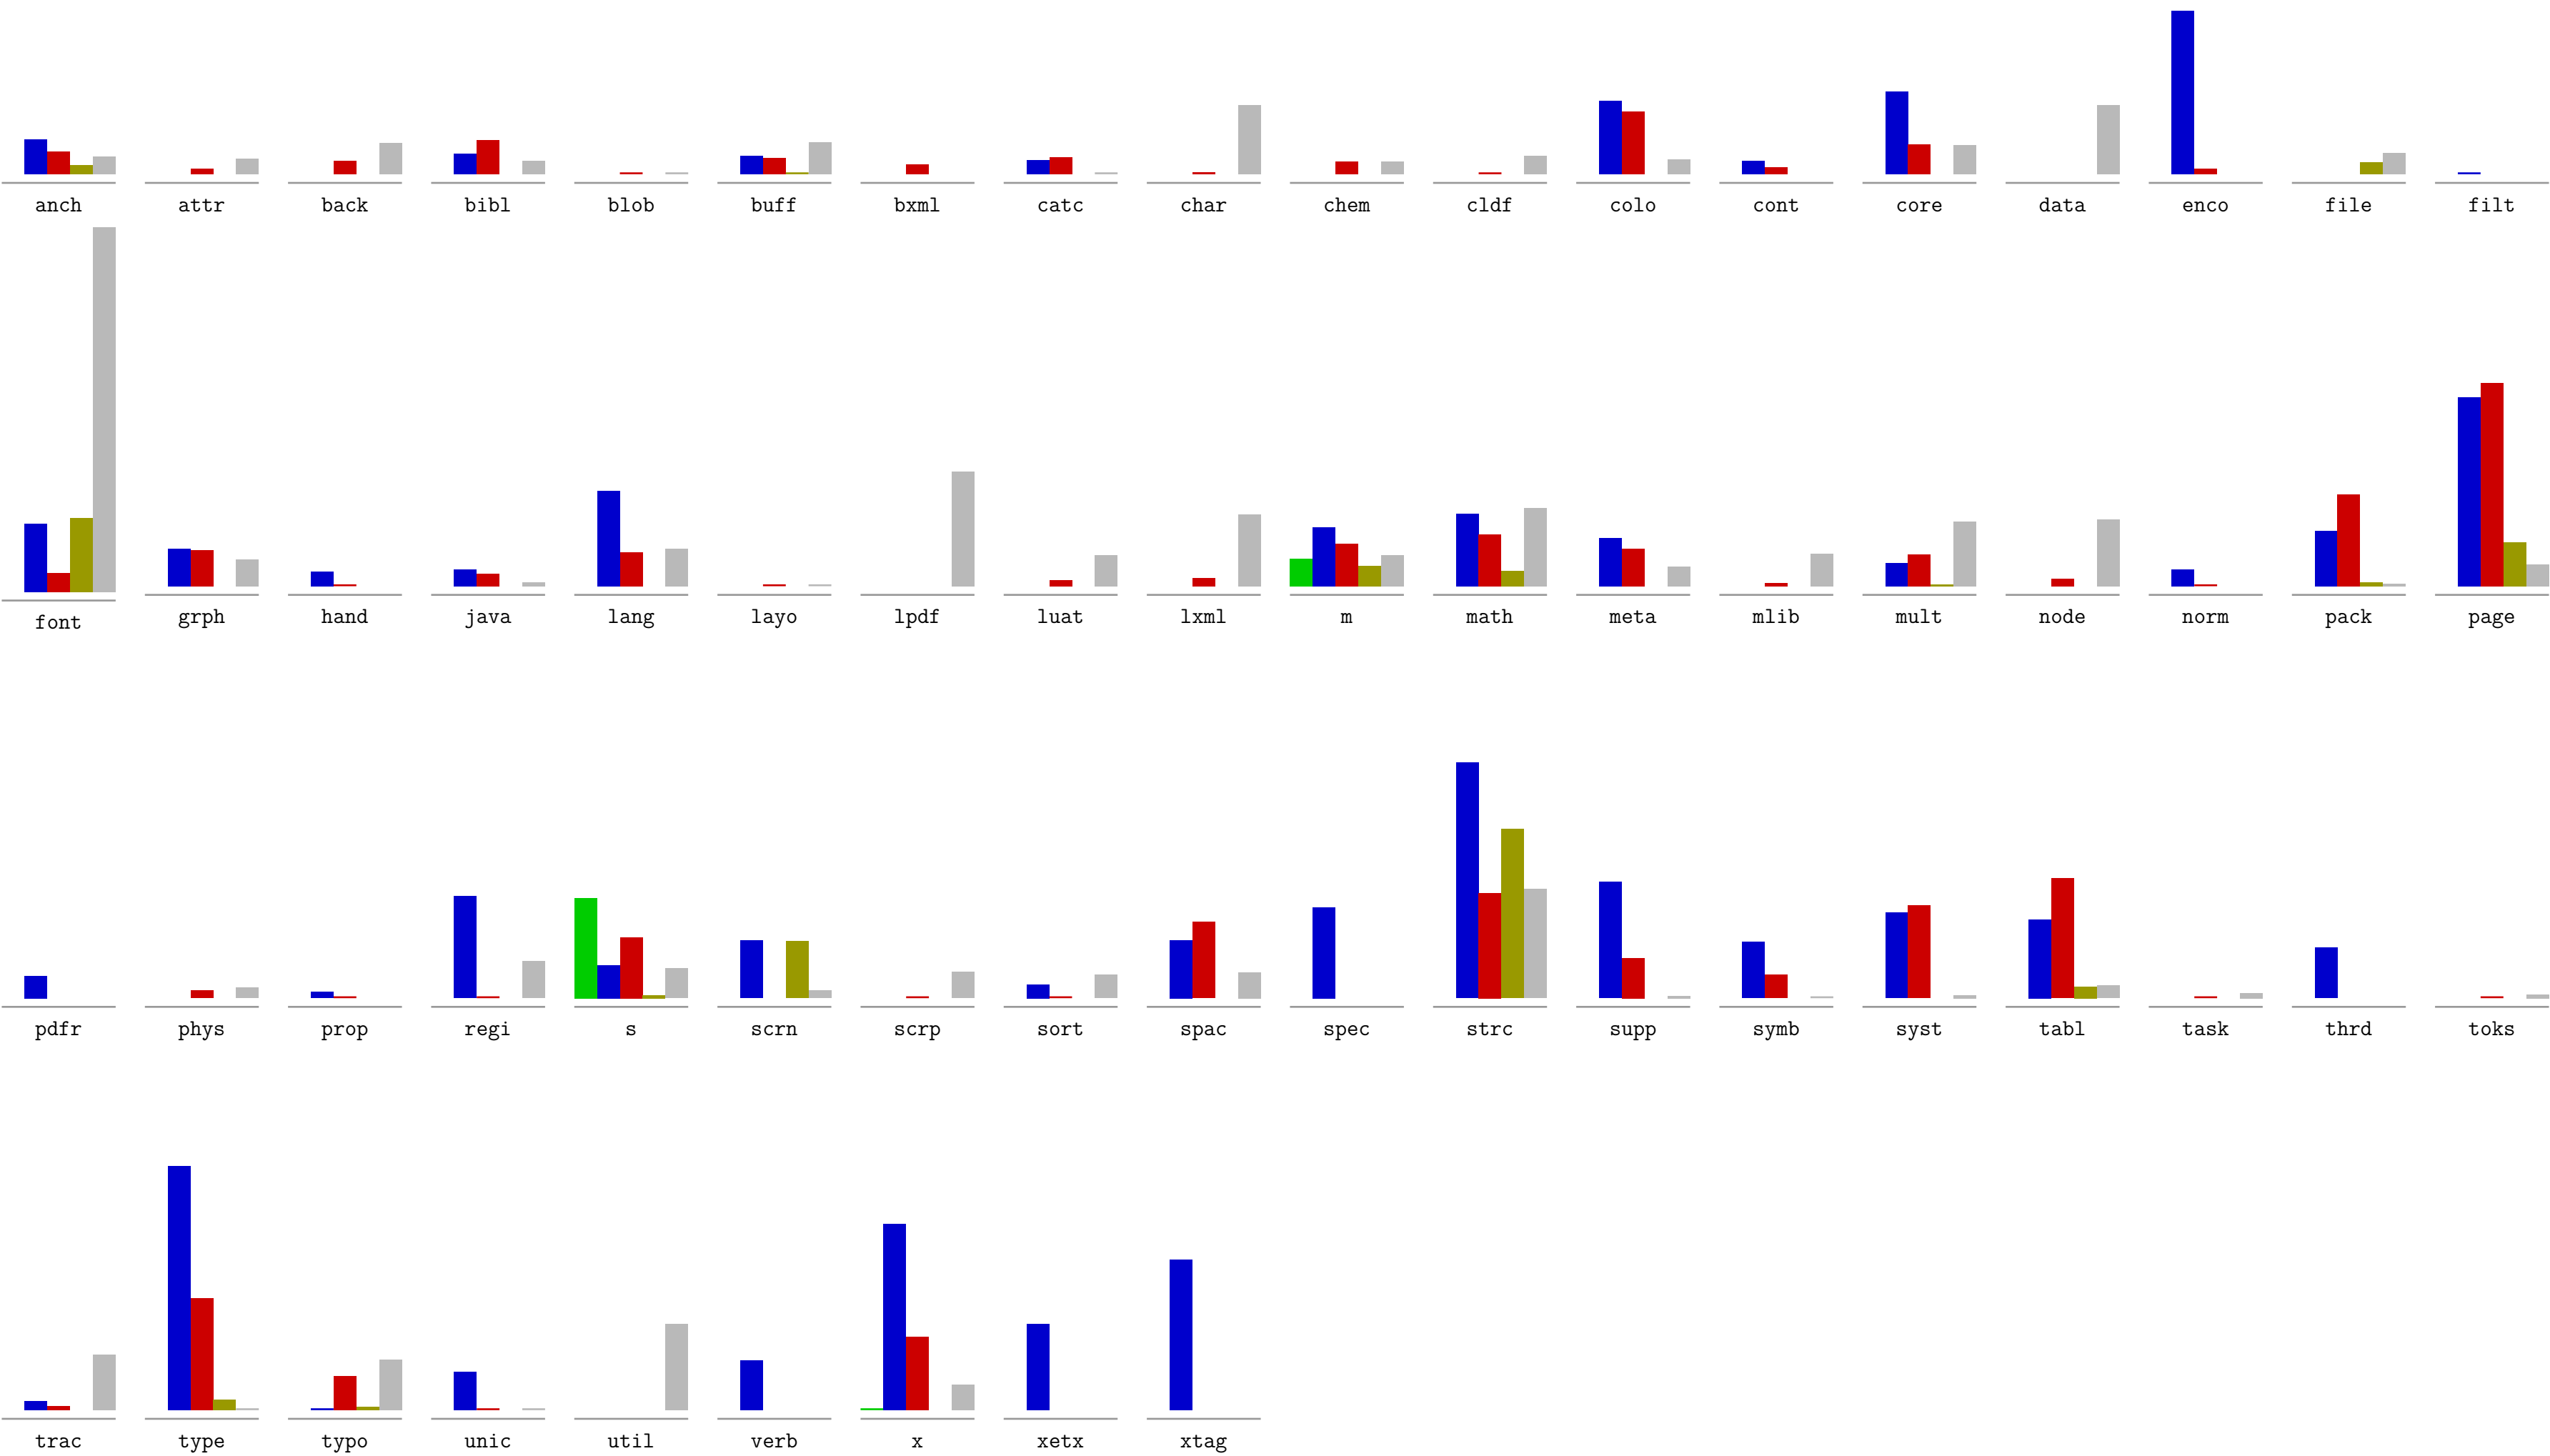 anch attr back bibl blob buff bxml catc char chem cldf colo cont core data enco file filt
font grph hand java lang layo lpdf luat lxml m math meta mlib mult node norm pack page
pdfr phys prop regi s scrn scrp sort spac spec strc supp symb syst tabl task thrd toks
trac type typo unic util verb x xetx xtag